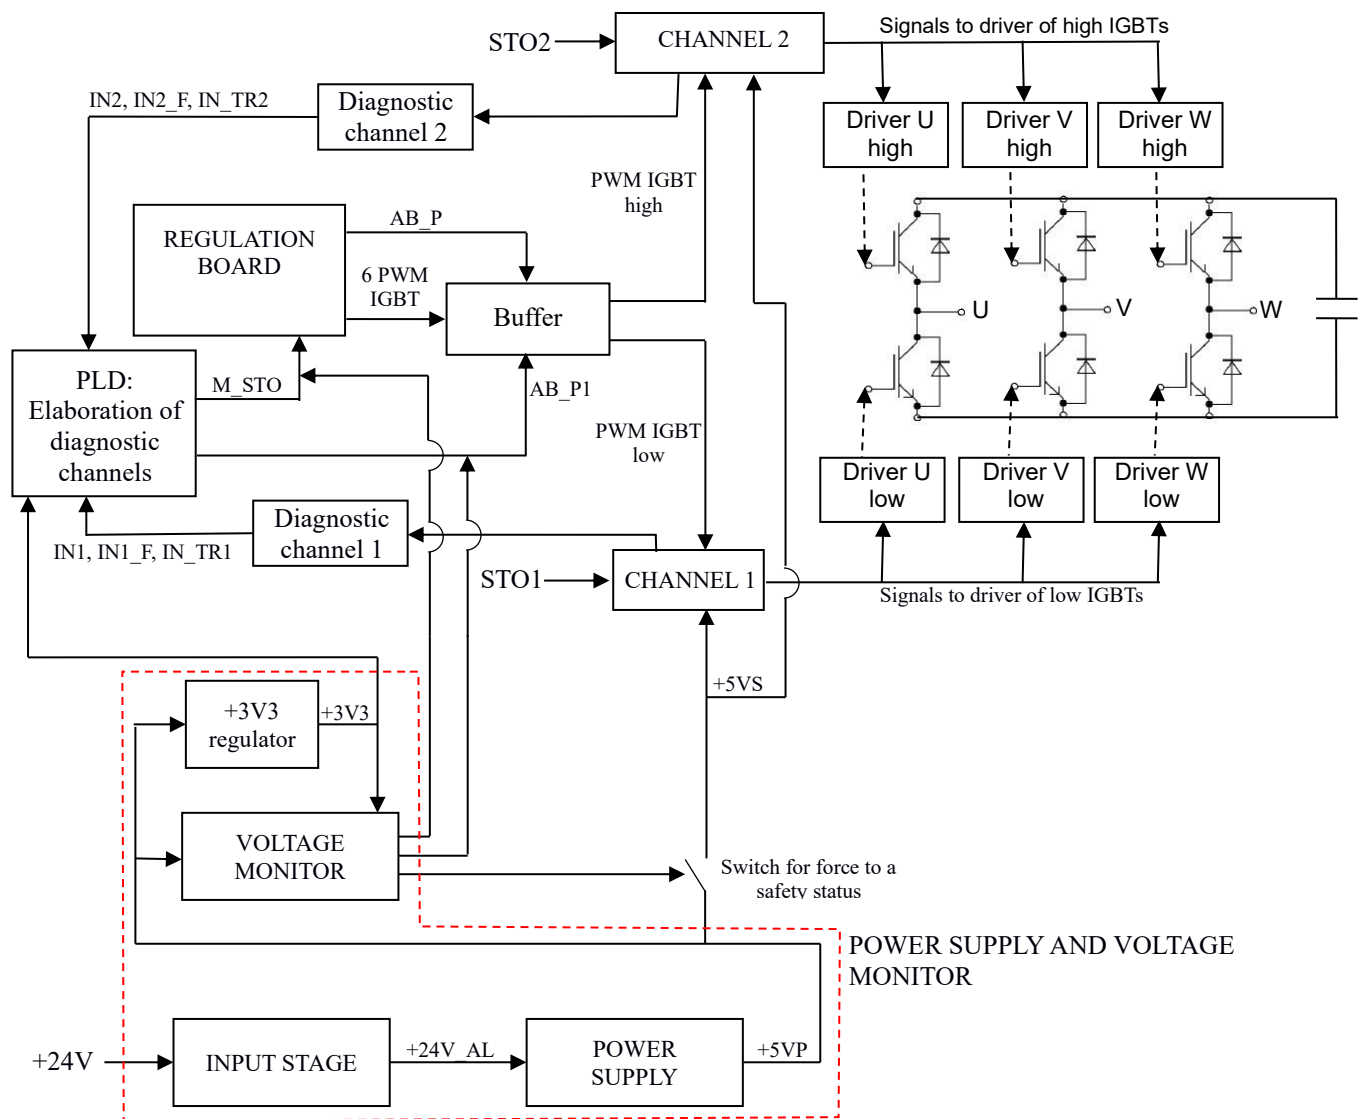 Signals to driver of high IGBTs
STO2
CHANNEL 2
IN2, IN2_F, IN_TR2
Diagnostic
channel 2
Driver U
high
Driver V
high
Driver W
high
PWM IGBT
high
REGULATION
BOARD
AB_P
6 PWM
IGBT
Buffer
U
V
W
PLD:
Elaboration of
diagnostic
channels
M_STO
AB_P1
PWM IGBT
low
Driver U
low
Driver V
low
Driver W
low
Diagnostic
channel 1
IN1, IN1_F, IN_TR1
STO1
CHANNEL 1
Signals to driver of low IGBTs
+5VS
+3V3
regulator
+3V3
VOLTAGE
MONITOR
Switch for force to a
safety status
POWER SUPPLY AND VOLTAGE
MONITOR
+24V
INPUT STAGE
+24V_AL
POWER
SUPPLY
+5VP